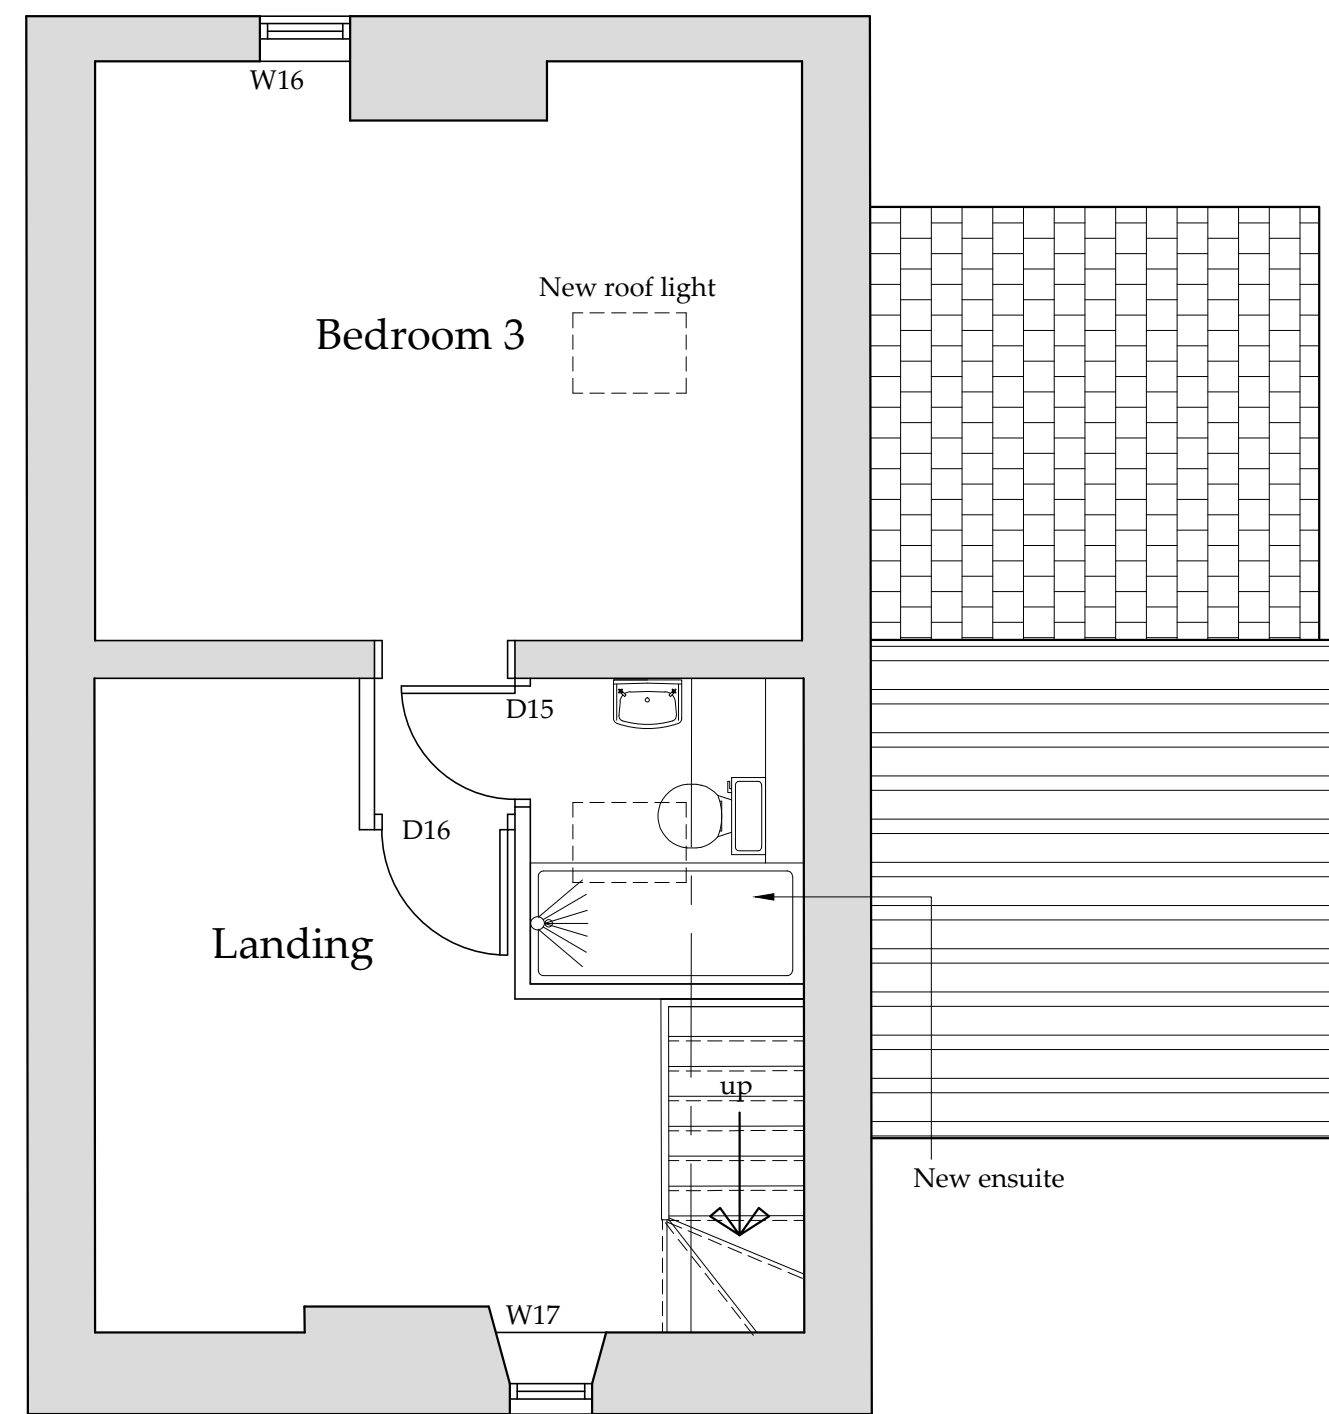 W16
New roof light
Bedroom 3
D15
D16
Landing
up
New ensuite
W17